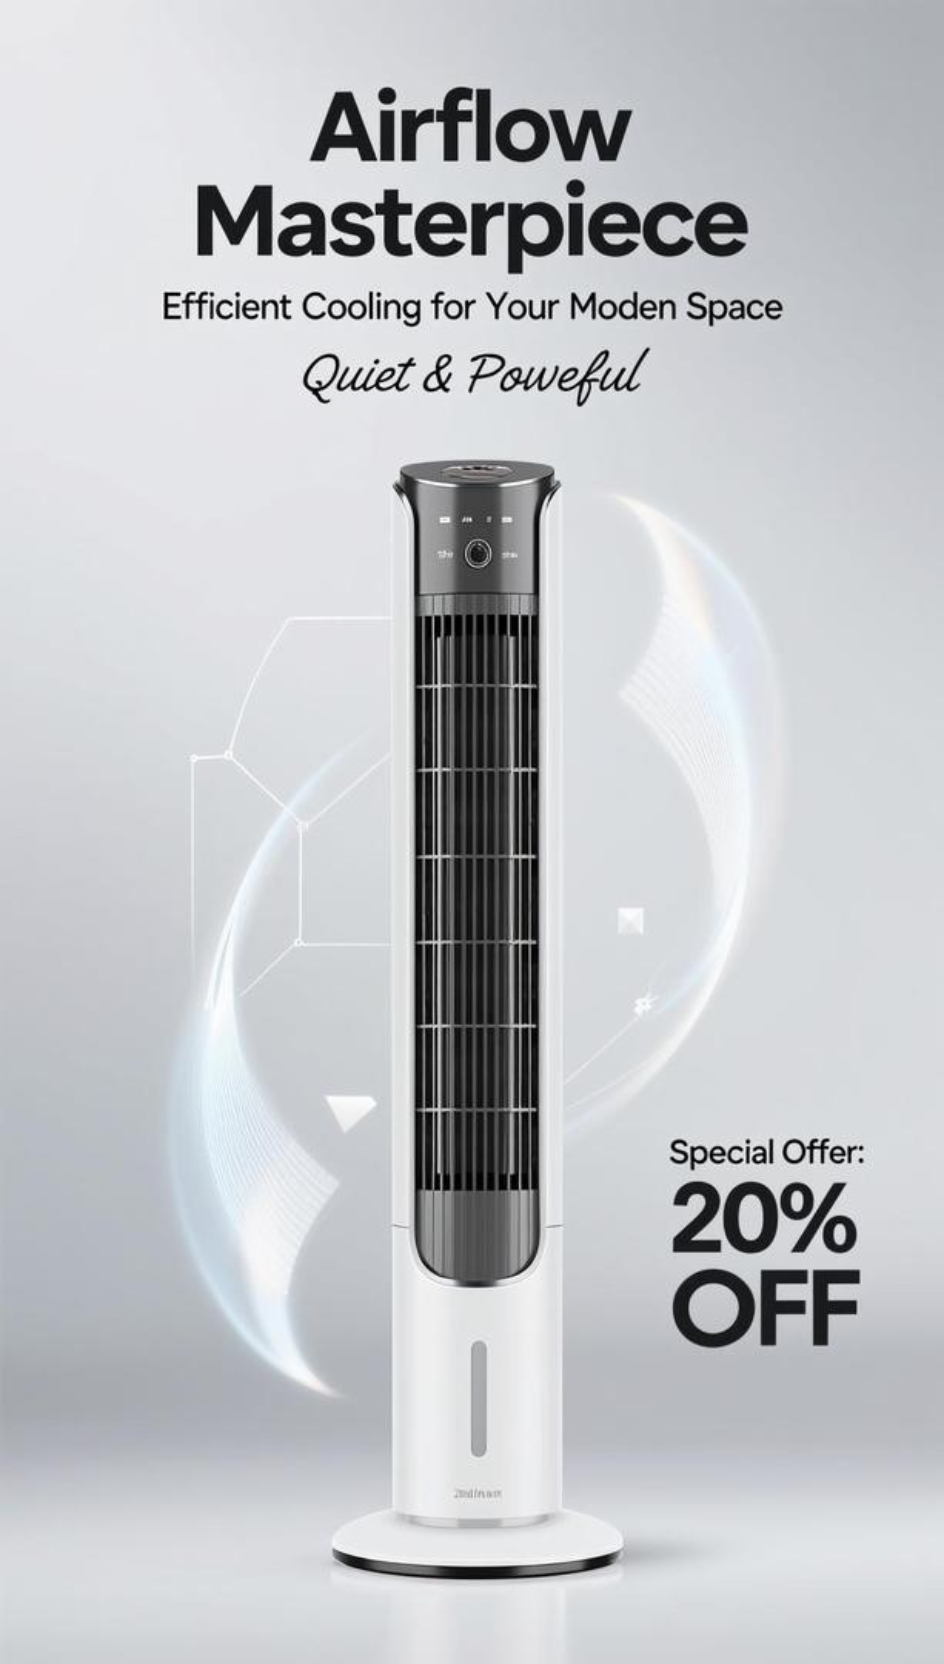 Airflow
Masterpiece
Efficient Cooling for Your Moden Space
Quiet & Poweful
Special Offer:
20%
OFF